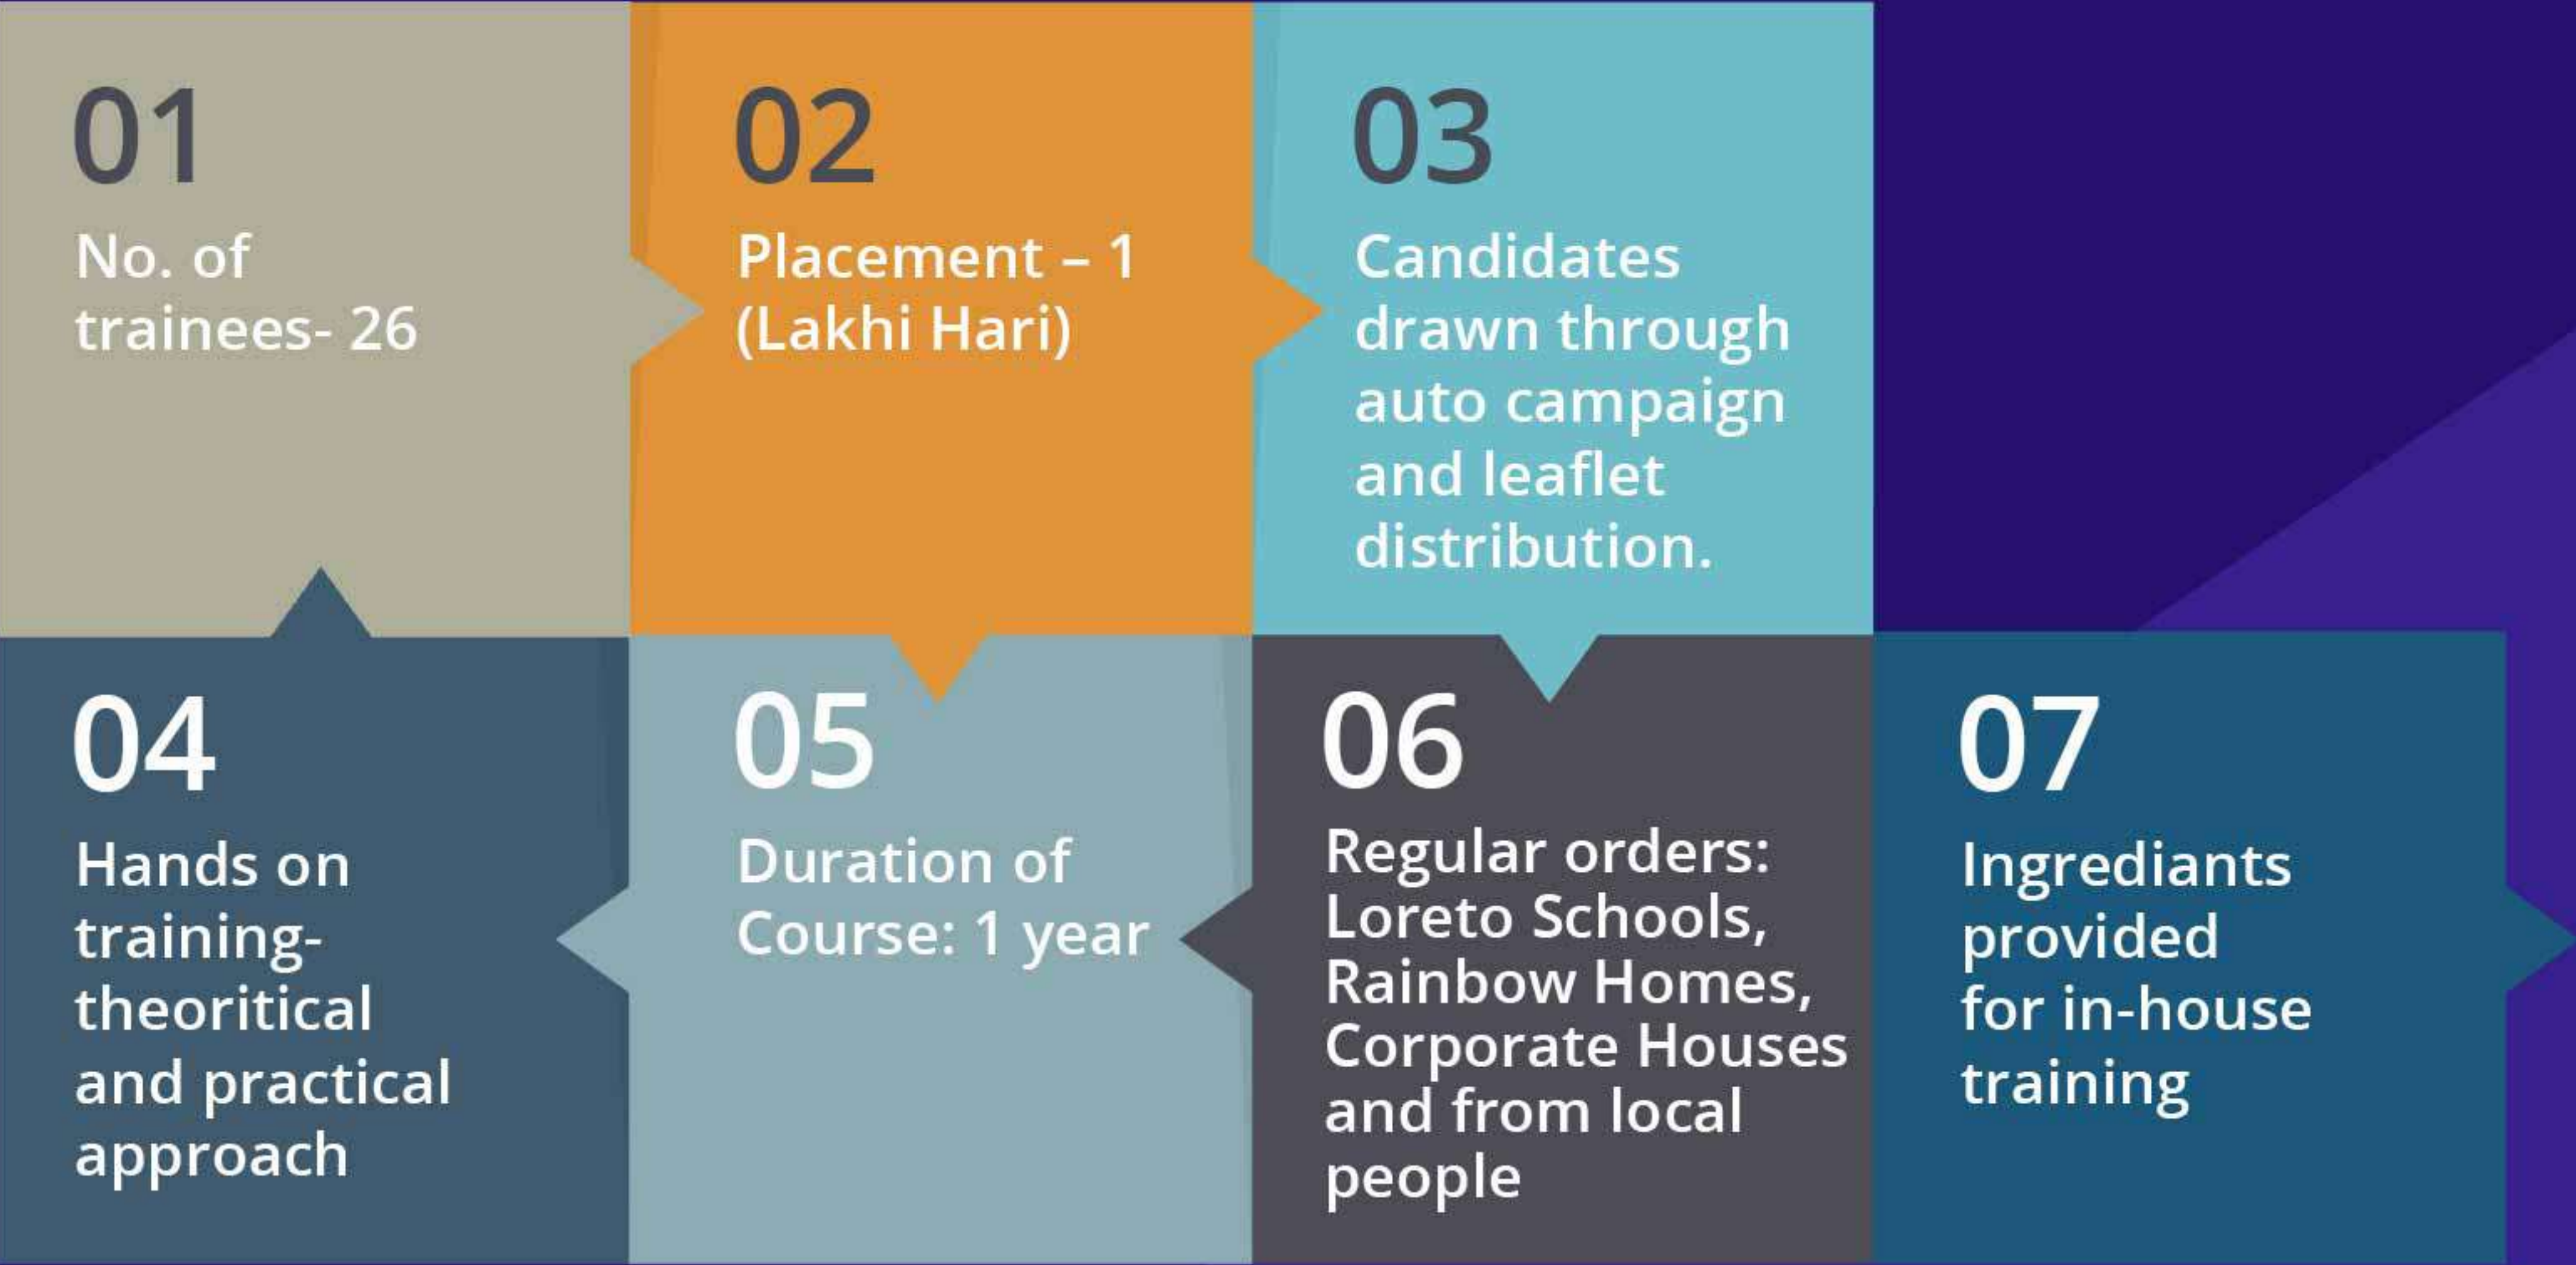 01
No. of
trainees- 26
02
Placement – 1
(Lakhi Hari)
03
Candidates
drawn through
auto campaign
and leaflet
distribution.
04
Hands on
training-
theoritical
and practical
approach
05
Duration of
Course: 1 year
06
Regular orders:
Loreto Schools,
Rainbow Homes,
Corporate Houses
and from local
people
07
Ingrediants
provided
for in-house
training